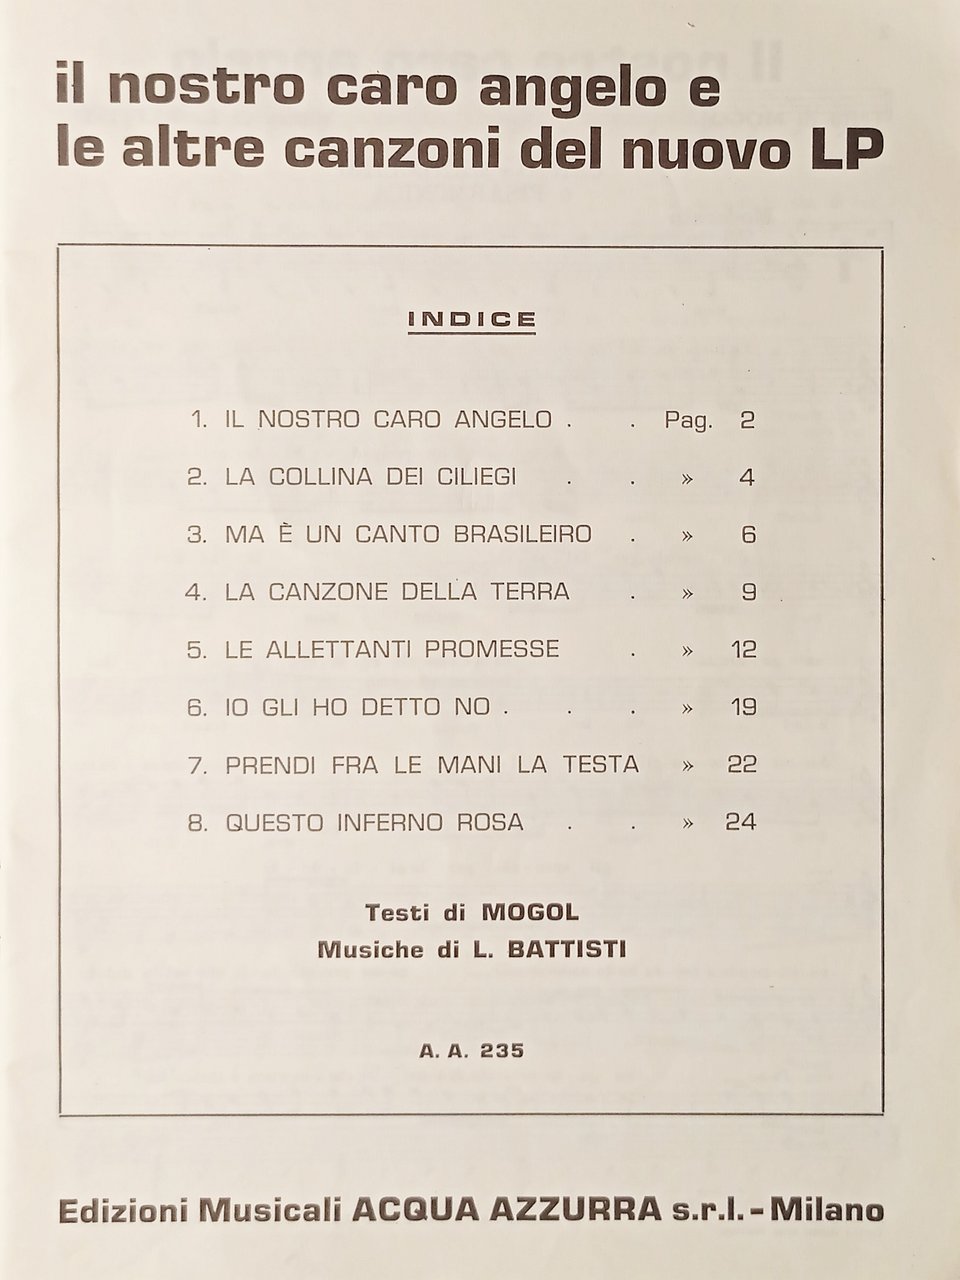 il nostro caro angelo e
le altre canzoni del nuovo LP
INDICE
1. IL NOSTRO CARO ANGELO . . Pag. 2
2. LA COLLINA DEI CILIEGI . . » 4
3. MA È UN CANTO BRASILEIRO . » 6
4. LA CANZONE DELLA TERRA . » 9
5. LE ALLETTANTI PROMESSE . » 12
6. IO GLI HO DETTO NO . . . » 19
7. PRENDI FRA LE MANI LA TESTA » 22
8. QUESTO INFERNO ROSA . . » 24
Testi di MOGOL
Musiche di L. BATTISTI
A. A. 235
Edizioni Musicali ACQUA AZZURRA s.r.l. - Milano